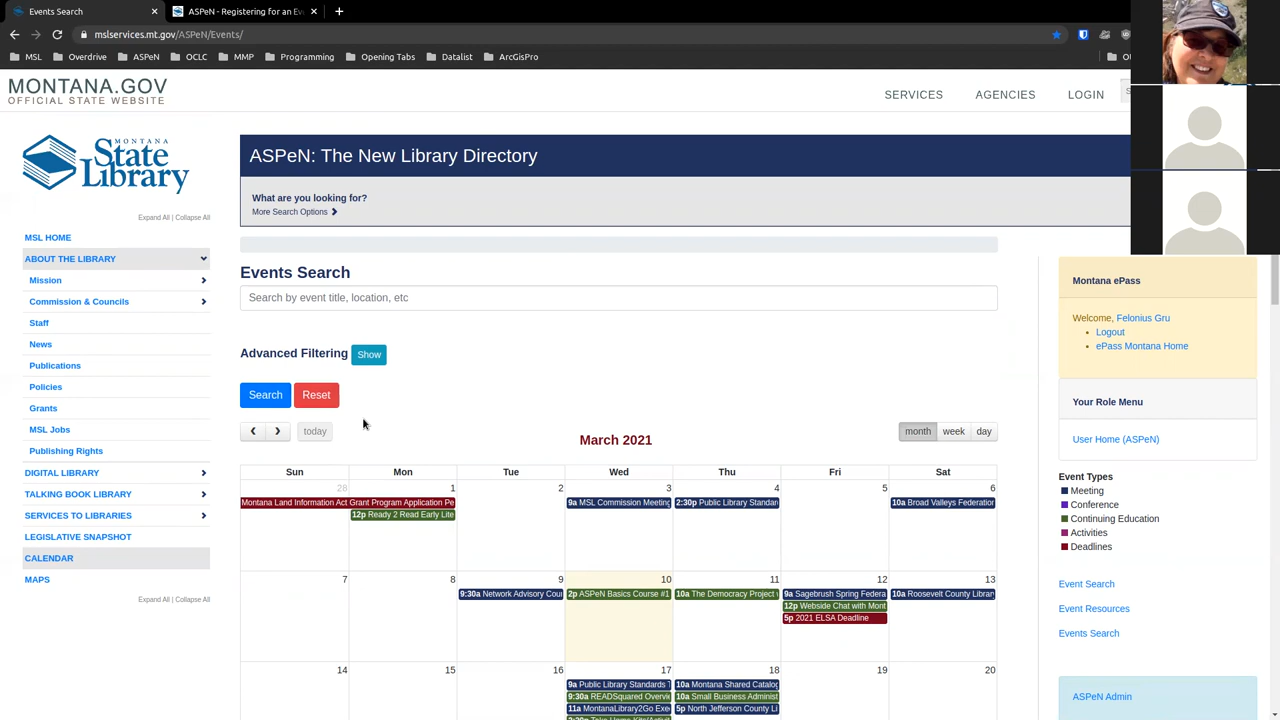 Events Search
ASPeN - Registering for an Ev
mslservices.mt.gov/ASPeN/Events/
MSL
Overdrive
ASPeN
OCLC
MMP
Programming
Opening Tabs
Datalist
ArcGisPro
MONTANA.GOV
OFFICIAL STATE WEBSITE
SERVICES
AGENCIES
LOGIN
MONTANA
State
Library
Expand All | Collapse All
MSL HOME
ABOUT THE LIBRARY
Mission
Commission & Councils
Staff
News
Publications
Policies
Grants
MSL Jobs
Publishing Rights
DIGITAL LIBRARY
TALKING BOOK LIBRARY
SERVICES TO LIBRARIES
LEGISLATIVE SNAPSHOT
CALENDAR
MAPS
Expand All | Collapse All
ASPeN: The New Library Directory
What are you looking for?
More Search Options
Events Search
Search by event title, location, etc
Advanced Filtering Show
Search Reset
today
March 2021
month week day
Sun Mon Tue Wed Thu Fri Sat
28 1 2 3 4 5 6
Montana Land Information Act Grant Program Application Pe
12p Ready 2 Read Early Lite
9a MSL Commission Meeting
2:30p Public Library Standard
10a Broad Valleys Federation
7 8 9 10 11 12 13
9:30a Network Advisory Cou
2p ASPeN Basics Course #1
10a The Democracy Project
9a Sagebrush Spring Federa
12p Webside Chat with Mont
5p 2021 ELSA Deadline
10a Roosevelt County Library
14 15 16 17 18 19 20
9a Public Library Standards
9:30a READSquared Overvie
11a MontanaLibrary2Go Exe
10a Montana Shared Catalog
10a Small Business Administ
5p North Jefferson County Li
Montana ePass
Welcome, Felonius Gru
Logout
ePass Montana Home
Your Role Menu
User Home (ASPeN)
Event Types
Meeting
Conference
Continuing Education
Activities
Deadlines
Event Search
Event Resources
Events Search
ASPeN Admin